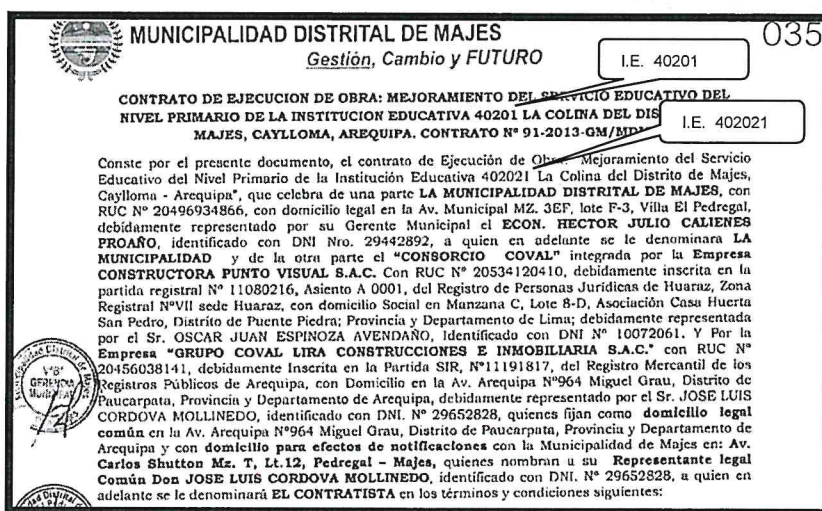 MUNICIPALIDAD DISTRITAL DE MAJES
035
Gestión, Cambio y FUTURO
I.E. 40201
CONTRATO DE EJECUCION DE OBRA: MEJORAMIENTO DEL SERVICIO EDUCATIVO DEL
NIVEL PRIMARIO DE LA INSTITUCION EDUCATIVA 40201 LA COLINA DEL DIS
I.E. 402021
MAJES, CAYLLOMA, AREQUIPA. CONTRATO Nº 91-2013-GM/MD
Conste por el presente documento, el contrato de Ejecución de Obra: Mejoramiento del Servicio
Educativo del Nivel Primario de la Institución Educativa 402021 La Colina del Distrito de Majes,
Caylloma - Arequipa", que celebra de una parte LA MUNICIPALIDAD DISTRITAL DE MAJES, con
RUC Nº 20496934866, con domicilio legal en la Av. Municipal MZ. 3EF, lote F-3, Villa El Pedregal,
debidamente representado por su Gerente Municipal el ECON. HECTOR JULIO CALIENES
PROAÑO, identificado con DNI Nro. 29442892, a quien en adelante se le denominara LA
MUNICIPALIDAD y de la otra parte el "CONSORCIO COVAL" integrada por la Empresa
CONSTRUCTORA PUNTO VISUAL S.A.C. Con RUC Nº 20534120410, debidamente inscrita en la
partida registral Nº 11080216, Asiento A 0001, del Registro de Personas Jurídicas de Huaraz, Zona
Registral NºVII sede Huaraz, con domicilio Social en Manzana C, Lote 8-D, Asociación Casa Huerta
San Pedro, Distrito de Puente Piedra; Provincia y Departamento de Lima; debidamente representada
por el Sr. OSCAR JUAN ESPINOZA AVENDAÑO, Identificado con DNI Nº 10072061. Y Por la
Empresa "GRUPO COVAL LIRA CONSTRUCCIONES E INMOBILIARIA S.A.C." con RUC Nº
20456038141, debidamente Inscrita en la Partida SIR, Nº11191817, del Registro Mercantil de los
Registros Públicos de Arequipa, con Domicilio en la Av. Arequipa Nº964 Miguel Grau, Distrito de
Paucarpata, Provincia y Departamento de Arequipa, debidamente representado por el Sr. JOSE LUIS
CORDOVA MOLLINEDO, identificado con DNI. Nº 29652828, quienes fijan como domicilio legal
común en la Av. Arequipa Nº964 Miguel Grau, Distrito de Paucarpata, Provincia y Departamento de
Arequipa y con domicilio para efectos de notificaciones con la Municipalidad de Majes en: Av.
Carlos Shutton Mz. T, Lt.12, Pedregal – Majes, quienes nombran a su Representante legal
Común Don JOSE LUIS CORDOVA MOLLINEDO, identificado con DNI. Nº 29652828, a quien en
adelante se le denominará EL CONTRATISTA en los términos y condiciones siguientes:
VºBº
GERENCIA